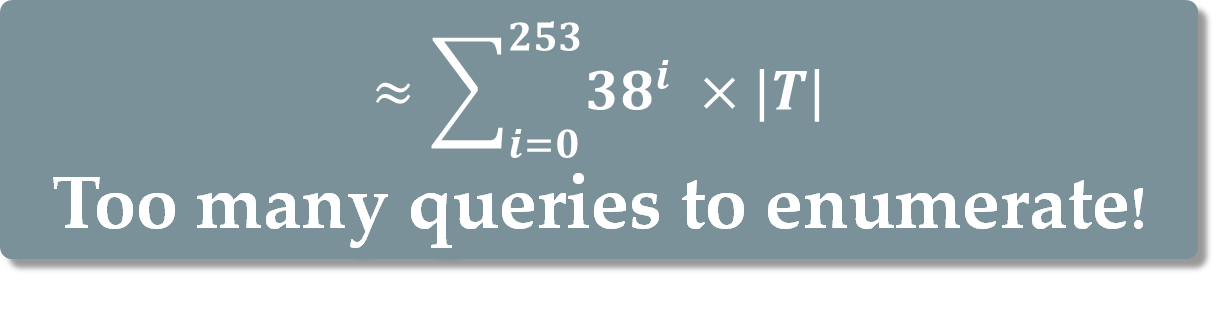 ≈ ∑_{i=0}^{253} 38^i × |T|
Too many queries to enumerate!